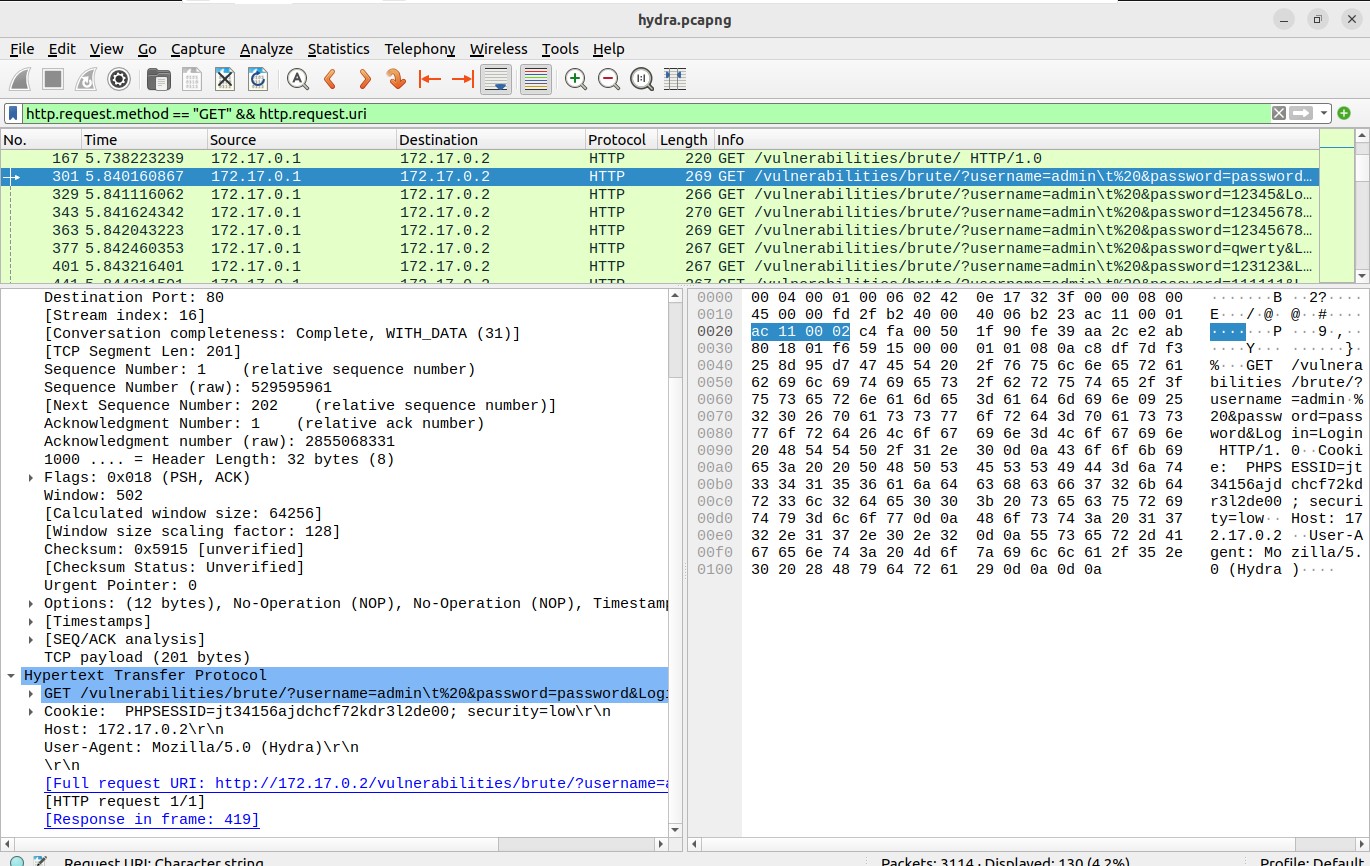 hydra.pcapng
File Edit View Go Capture Analyze Statistics Telephony Wireless Tools Help
http.request.method == "GET" && http.request.uri
No. Time Source Destination Protocol Length Info
167 5.738223239 172.17.0.1 172.17.0.2 HTTP 220 GET /vulnerabilities/brute/ HTTP/1.0
301 5.840160867 172.17.0.1 172.17.0.2 HTTP 269 GET /vulnerabilities/brute/?username=admin\t%20&password=password…
329 5.841116062 172.17.0.1 172.17.0.2 HTTP 266 GET /vulnerabilities/brute/?username=admin\t%20&password=12345&Lo…
343 5.841624342 172.17.0.1 172.17.0.2 HTTP 270 GET /vulnerabilities/brute/?username=admin\t%20&password=12345678…
363 5.842043223 172.17.0.1 172.17.0.2 HTTP 269 GET /vulnerabilities/brute/?username=admin\t%20&password=12345678…
377 5.842460353 172.17.0.1 172.17.0.2 HTTP 267 GET /vulnerabilities/brute/?username=admin\t%20&password=qwerty&L…
401 5.843216401 172.17.0.1 172.17.0.2 HTTP 267 GET /vulnerabilities/brute/?username=admin\t%20&password=123123&L…
Destination Port: 80
[Stream index: 16]
[Conversation completeness: Complete, WITH_DATA (31)]
[TCP Segment Len: 201]
Sequence Number: 1    (relative sequence number)
Sequence Number (raw): 529595961
[Next Sequence Number: 202    (relative sequence number)]
Acknowledgment Number: 1    (relative ack number)
Acknowledgment number (raw): 2855068331
1000 .... = Header Length: 32 bytes (8)
Flags: 0x018 (PSH, ACK)
Window: 502
[Calculated window size: 64256]
[Window size scaling factor: 128]
Checksum: 0x5915 [unverified]
[Checksum Status: Unverified]
Urgent Pointer: 0
Options: (12 bytes), No-Operation (NOP), No-Operation (NOP), Timestamp
[Timestamps]
[SEQ/ACK analysis]
TCP payload (201 bytes)
Hypertext Transfer Protocol
GET /vulnerabilities/brute/?username=admin\t%20&password=password&Logi
Cookie:  PHPSESSID=jt34156ajdchcf72kdr3l2de00; security=low\r\n
Host: 172.17.0.2\r\n
User-Agent: Mozilla/5.0 (Hydra)\r\n
\r\n
[Full request URI: http://172.17.0.2/vulnerabilities/brute/?username=a
[HTTP request 1/1]
[Response in frame: 419]
0000 00 04 00 01 00 06 02 42 0e 17 32 3f 00 00 08 00 ·······B ··2?····
0010 45 00 00 fd 2f b2 40 00 40 06 b2 23 ac 11 00 01 E···/·@· @··#····
0020 ac 11 00 02 c4 fa 00 50 1f 90 fe 39 aa 2c e2 ab ·······P ···9·,··
0030 80 18 01 f6 59 15 00 00 01 01 08 0a c8 df 7d f3 ····Y··· ······}·
0040 25 8d 95 d7 47 45 54 20 2f 76 75 6c 6e 65 72 61 %···GET /vulnera
0050 62 69 6c 69 74 69 65 73 2f 62 72 75 74 65 2f 3f bilities /brute/?
0060 75 73 65 72 6e 61 6d 65 3d 61 64 6d 69 6e 09 25 username =admin·%
0070 32 30 26 70 61 73 73 77 6f 72 64 3d 70 61 73 73 20&passw ord=pass
0080 77 6f 72 64 26 4c 6f 67 69 6e 3d 4c 6f 67 69 6e word&Log in=Login
0090 20 48 54 54 50 2f 31 2e 30 0d 0a 43 6f 6f 6b 69 HTTP/1. 0··Cooki
00a0 65 3a 20 20 50 48 50 53 45 53 53 49 44 3d 6a 74 e:  PHPS ESSID=jt
00b0 33 34 31 35 36 61 6a 64 63 68 63 66 37 32 6b 64 34156ajd chcf72kd
00c0 72 33 6c 32 64 65 30 30 3b 20 73 65 63 75 72 69 r3l2de00 ; securi
00d0 74 79 3d 6c 6f 77 0d 0a 48 6f 73 74 3a 20 31 37 ty=low·· Host: 17
00e0 32 2e 31 37 2e 30 2e 32 0d 0a 55 73 65 72 2d 41 2.17.0.2 ··User-A
00f0 67 65 6e 74 3a 20 4d 6f 7a 69 6c 6c 61 2f 35 2e gent: Mo zilla/5.
0100 30 20 28 48 79 64 72 61 29 0d 0a 0d 0a 0 (Hydra )····
Request URI: Character string
Packets: 3114 · Displayed: 130 (4.2%)
Profile: Default